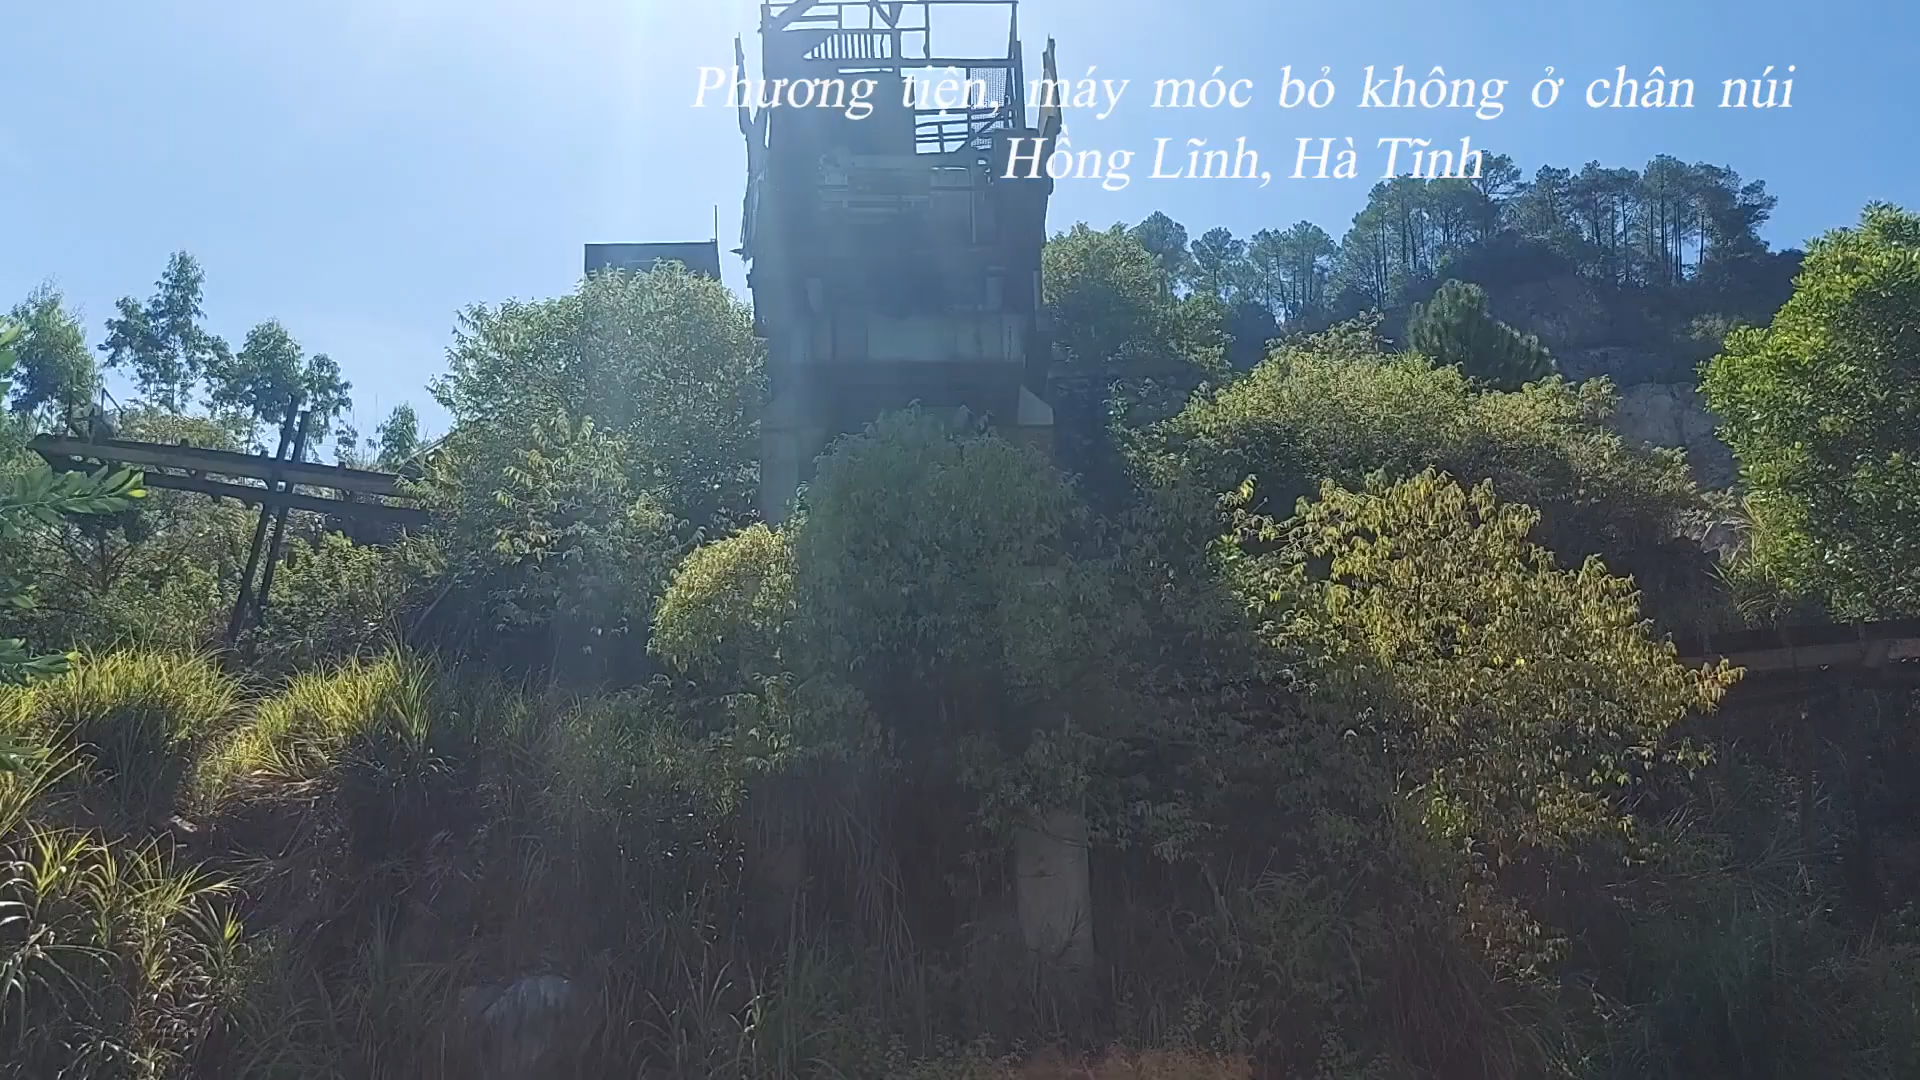 Phương tiện, máy móc bỏ không ở chân núi
Hồng Lĩnh, Hà Tĩnh